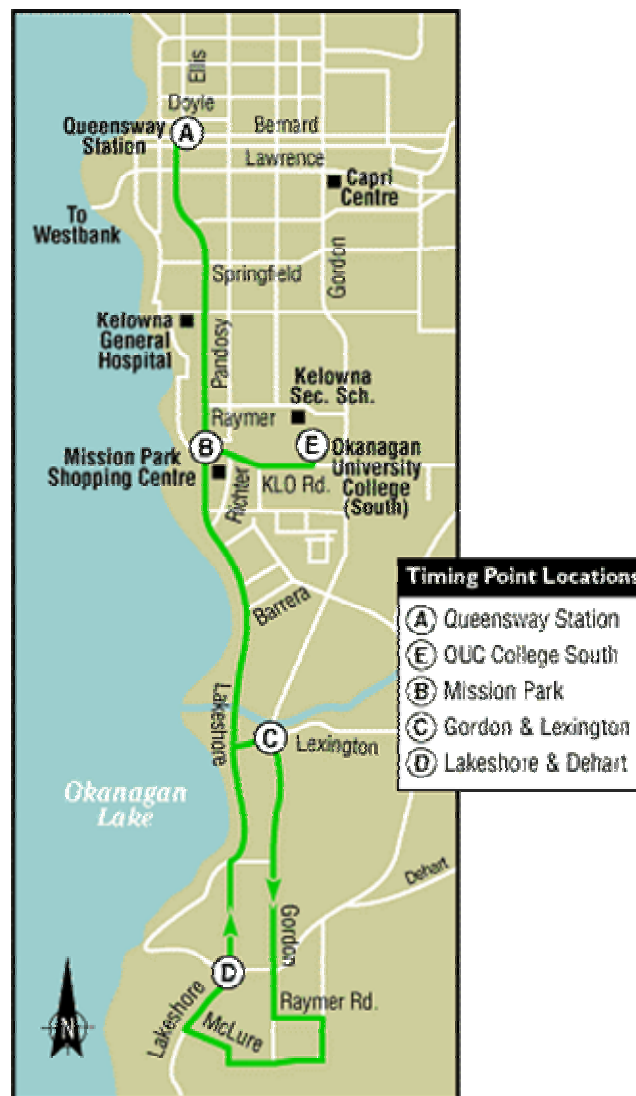 Ellis
Doyle
Queensway
Station
A
Bernard
Lawrence
Capri
Centre
To
Westbank
Gordon
Springfield
Kelowna
General
Hospital
Pandosy
Kelowna
Sec. Sch.
Raymer
B
E
Okanagan
University
College
(South)
Mission Park
Shopping Centre
Richter
KLO Rd.
Barrera
Timing Point Locations
A Queensway Station
E OUC College South
B Mission Park
C Gordon & Lexington
D Lakeshore & Dehart
Lakeshore
C
Lexington
Okanagan
Lake
Dehart
Gordon
D
Raymer Rd.
Lakeshore
McLure
N